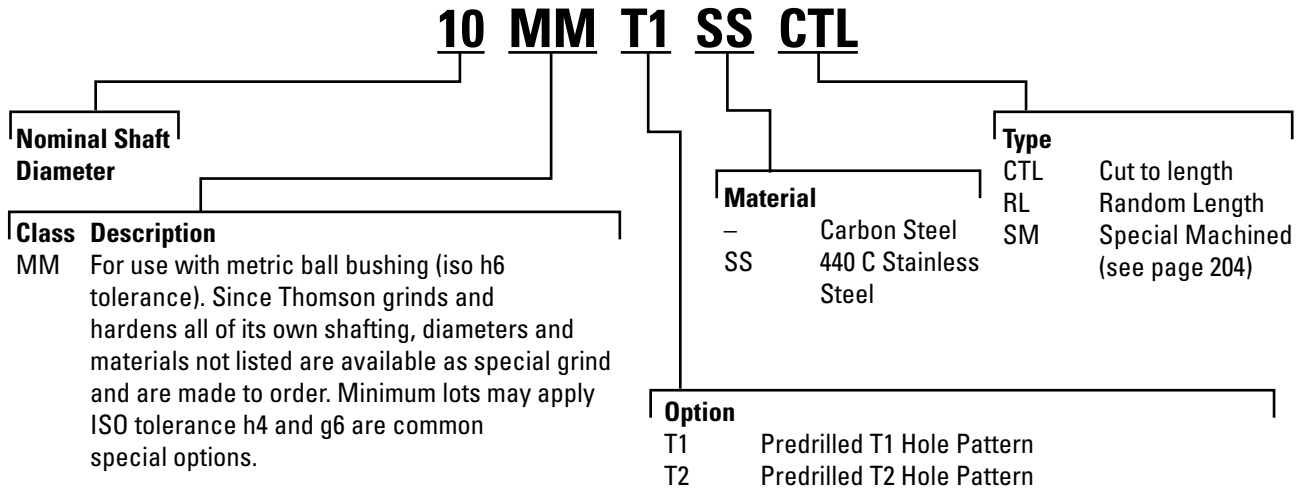 10 MM T1 SS CTL
Nominal Shaft
Diameter
Class Description
MM For use with metric ball bushing (iso h6
tolerance). Since Thomson grinds and
hardens all of its own shafting, diameters and
materials not listed are available as special grind
and are made to order. Minimum lots may apply
ISO tolerance h4 and g6 are common
special options.
Option
T1 Predrilled T1 Hole Pattern
T2 Predrilled T2 Hole Pattern
Material
– Carbon Steel
SS 440 C Stainless
Steel
Type
CTL Cut to length
RL Random Length
SM Special Machined
(see page 204)